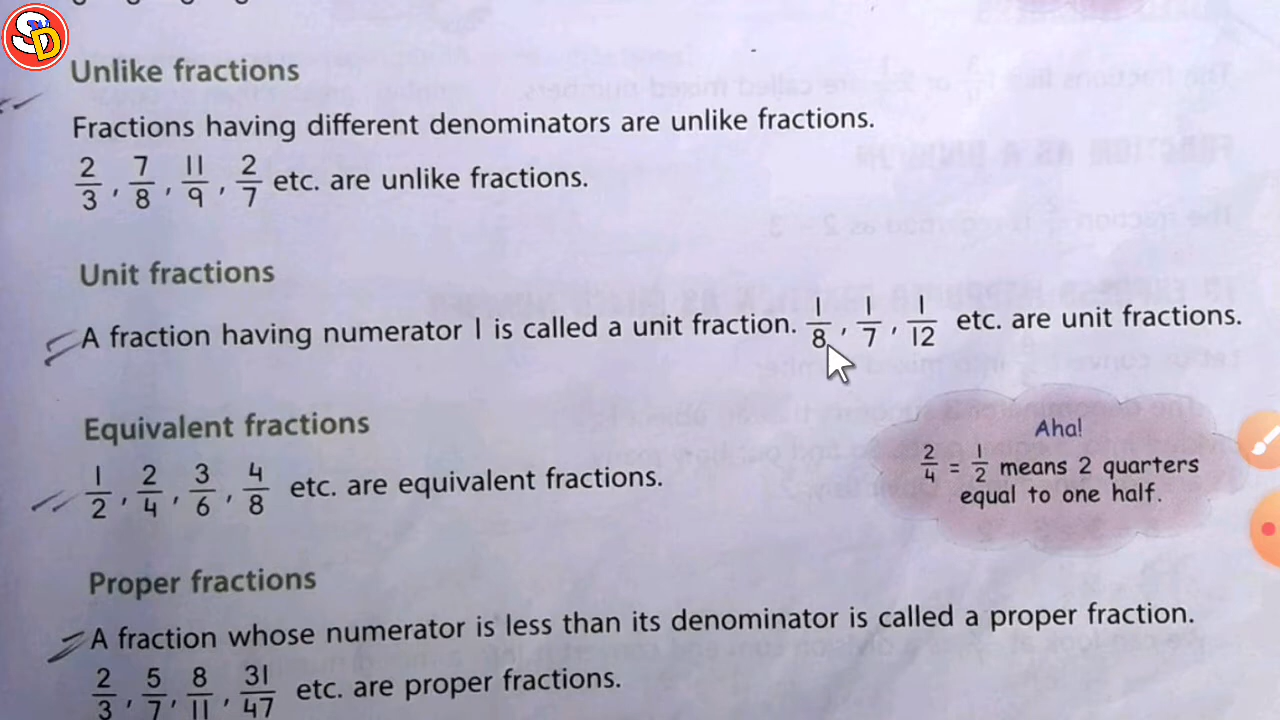 SD
Unlike fractions
Fractions having different denominators are unlike fractions.
2/3, 7/8, 11/9, 2/7 etc. are unlike fractions.
Unit fractions
A fraction having numerator 1 is called a unit fraction. 1/8, 1/7, 1/12 etc. are unit fractions.
Equivalent fractions
1/2, 2/4, 3/6, 4/8 etc. are equivalent fractions.
Aha!
2/4 = 1/2 means 2 quarters
equal to one half.
Proper fractions
A fraction whose numerator is less than its denominator is called a proper fraction.
2/3, 5/7, 8/11, 31/47 etc. are proper fractions.